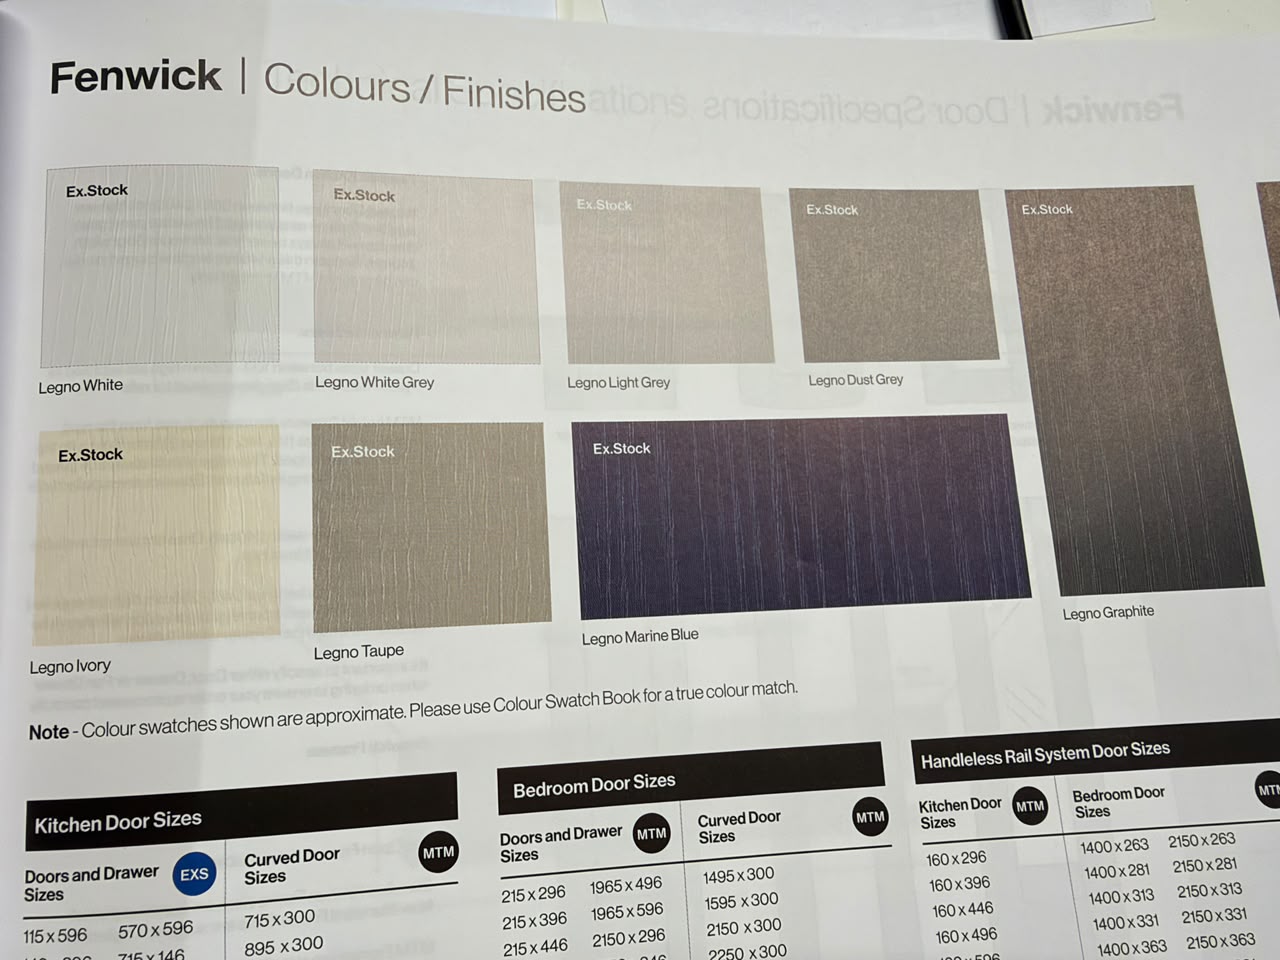 Fenwick | Colours / Finishes
Ex.Stock
Ex.Stock
Ex.Stock
Ex.Stock
Ex.Stock
Legno White
Legno White Grey
Legno Light Grey
Legno Dust Grey
Ex.Stock
Ex.Stock
Ex.Stock
Legno Ivory
Legno Taupe
Legno Marine Blue
Legno Graphite
Note - Colour swatches shown are approximate. Please use Colour Swatch Book for a true colour match.
Kitchen Door Sizes
Doors and Drawer
Sizes
EXS
Curved Door
Sizes
MTM
115 x 596 570 x 596 715 x 300
715 x 146 895 x 300
Bedroom Door Sizes
Doors and Drawer
Sizes
MTM
Curved Door
Sizes
MTM
215 x 296 1965 x 496 1495 x 300
215 x 396 1965 x 596 1595 x 300
215 x 446 2150 x 296 2150 x 300
2250 x 300
Handleless Rail System Door Sizes
Kitchen Door
Sizes
MTM
Bedroom Door
Sizes
160 x 296 1400 x 263 2150 x 263
160 x 396 1400 x 281 2150 x 281
160 x 446 1400 x 313 2150 x 313
160 x 496 1400 x 331 2150 x 331
1400 x 363 2150 x 363